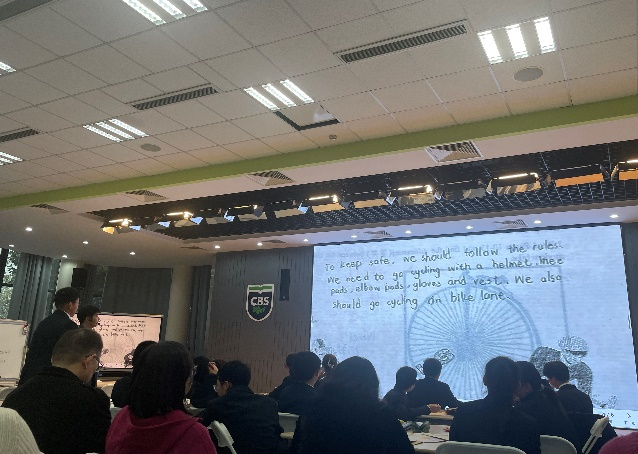 To keep safe, we should follow the rules.
We need to go cycling with a helmet, knee
pads, elbow pads, gloves and vest. We also
should go cycling on bike lane.
CBS